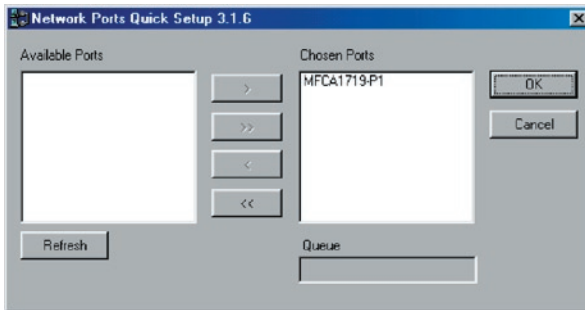 Network Ports Quick Setup 3.1.6
Available Ports
Chosen Ports
MFCA1719-P1
>
>>
<
<<
OK
Cancel
Refresh
Queue